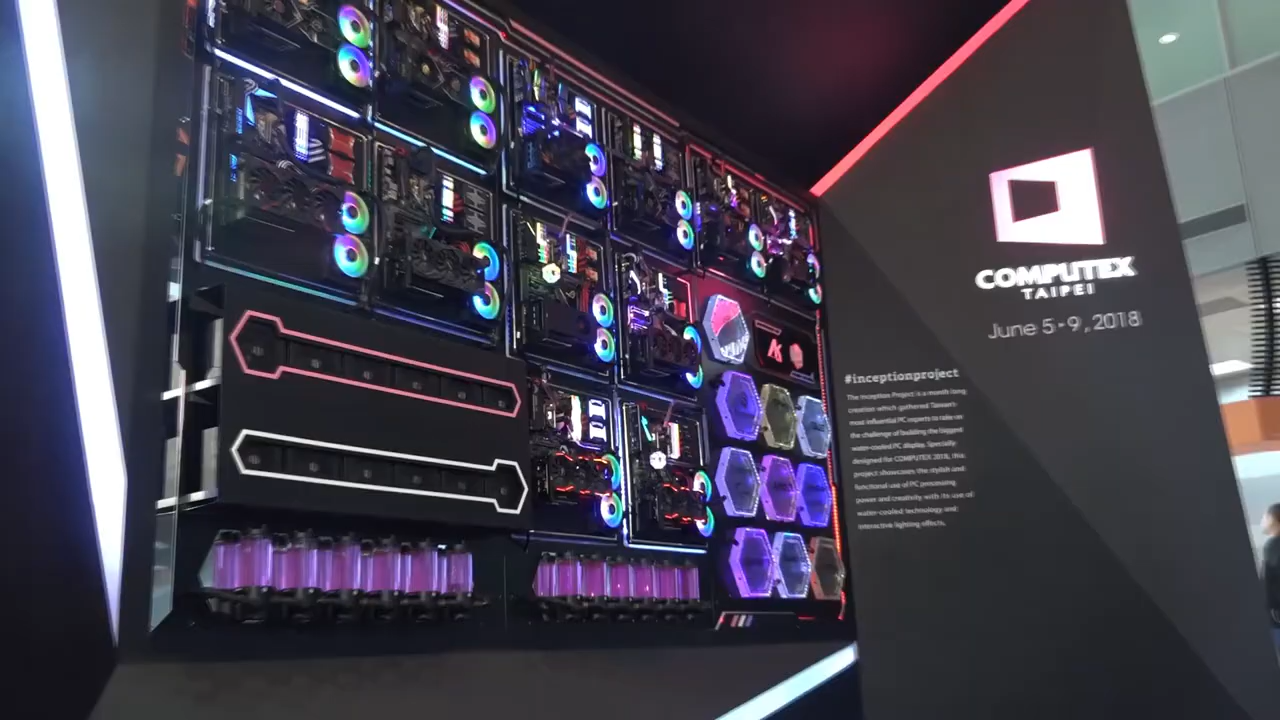 COMPUTEX
TAIPEI
June 5-9, 2018
#inceptionproject
The Inception Project is a month long
creation which gathered Taiwan's
most influential PC experts to take on
the challenge of building the biggest
water-cooled PC display. Specially
designed for COMPUTEX 2018, this
project showcases the stylish and
functional use of PC processing
power and creativity with its use of
water-cooled technology and
interactive lighting effects.